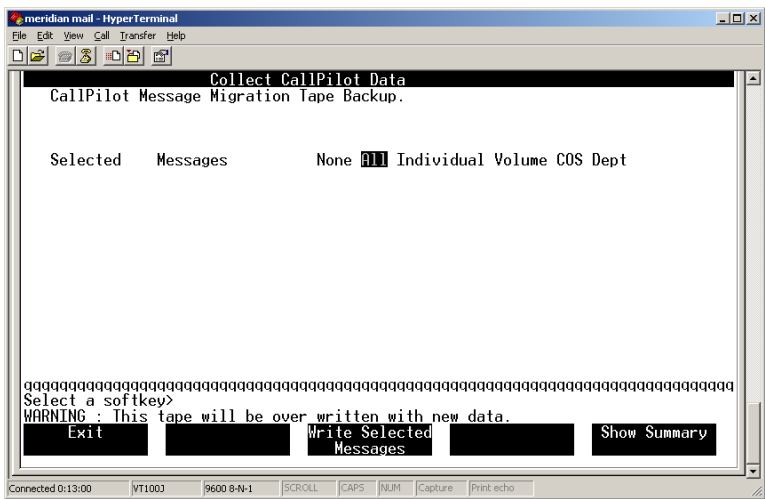 meridian mail - HyperTerminal
File Edit View Call Transfer Help
Collect CallPilot Data
CallPilot Message Migration Tape Backup.
Selected Messages None All Individual Volume COS Dept
qqqqqqqqqqqqqqqqqqqqqqqqqqqqqqqqqqqqqqqqqqqqqqqqqqqqqqqqqqqqqqqqqqqqqqqqqqqqqqq
Select a softkey>
WARNING : This tape will be over written with new data.
Exit Write Selected Show Summary
Messages
Connected 0:13:00 VT100J 9600 8-N-1 SCROLL CAPS NUM Capture Print echo